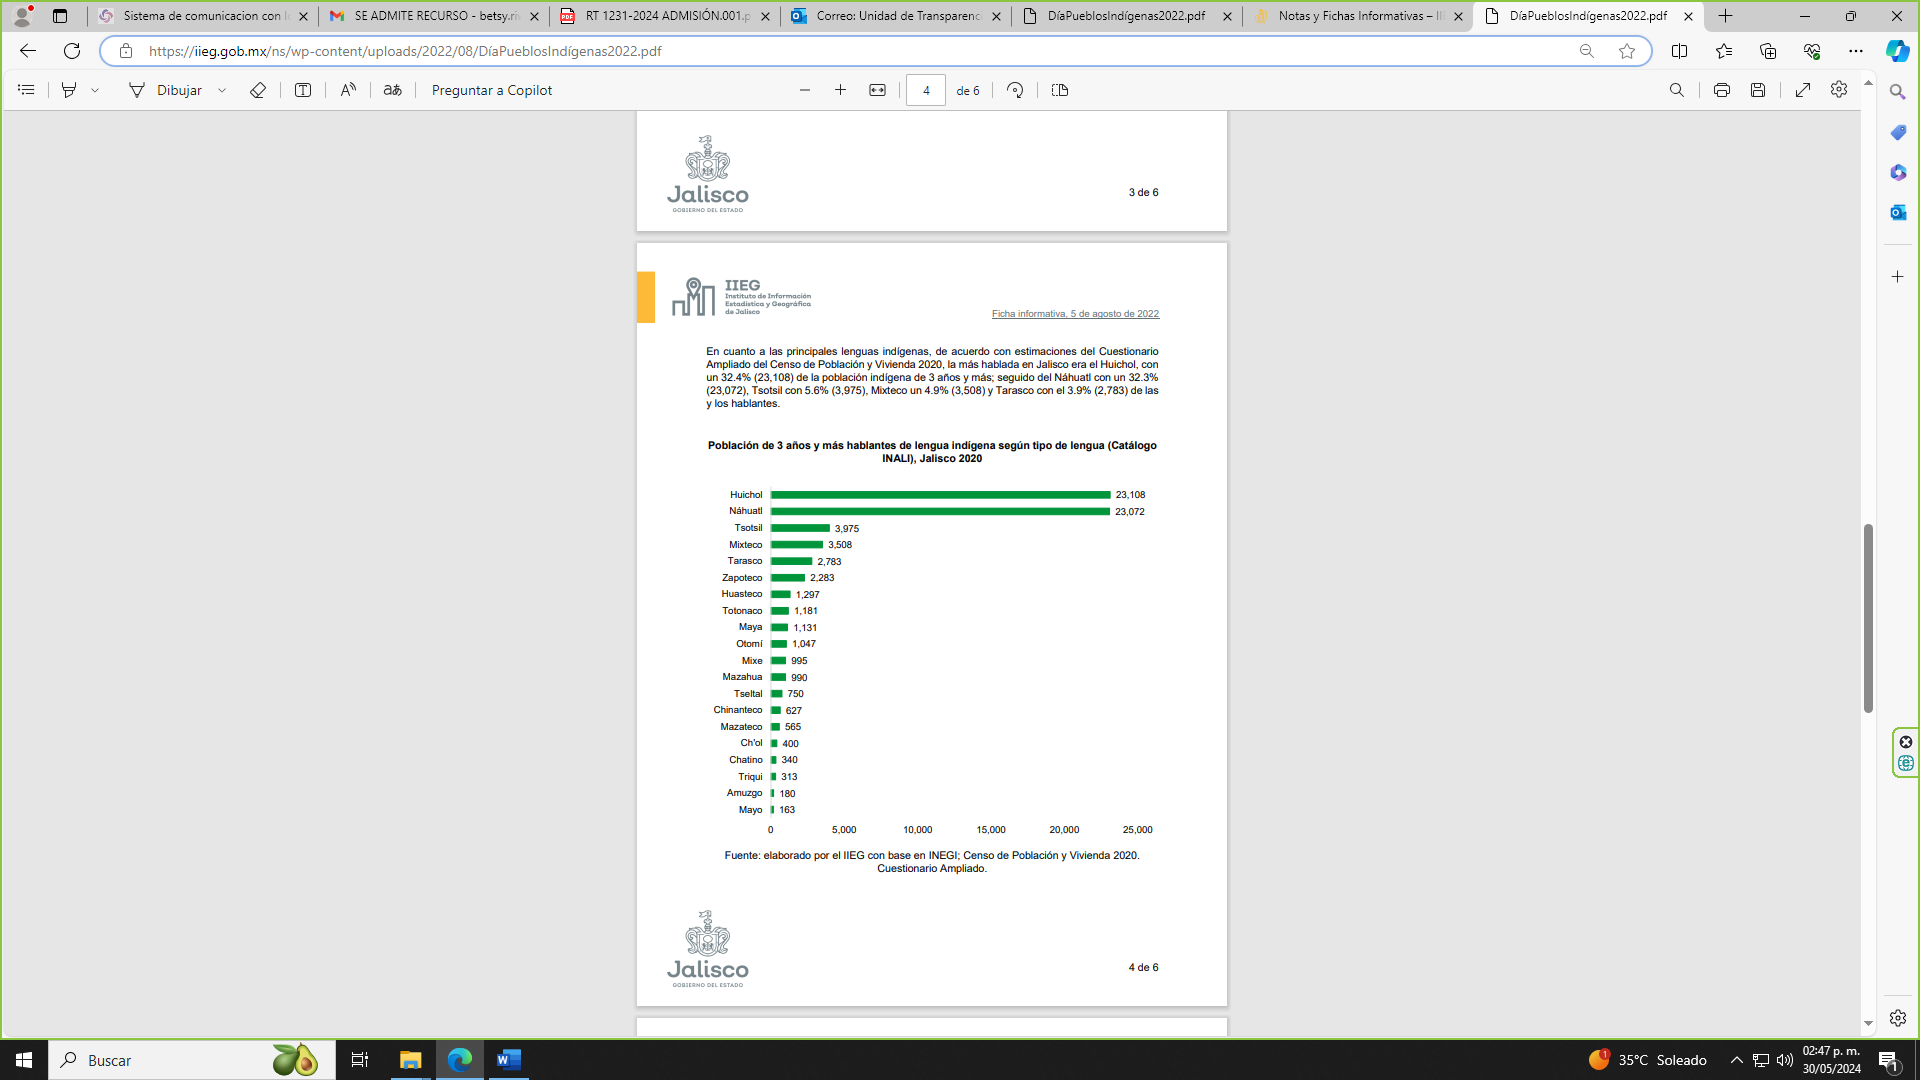 Sistema de comunicacion con l
SE ADMITE RECURSO - betsy.ri
RT 1231-2024 ADMISIÓN.001.p
Correo: Unidad de Transparenc
DíaPueblosIndígenas2022.pdf
Notas y Fichas Informativas – II
DíaPueblosIndígenas2022.pdf
https://iieg.gob.mx/ns/wp-content/uploads/2022/08/DíaPueblosIndígenas2022.pdf
Dibujar
Preguntar a Copilot
4 de 6
Jalisco
GOBIERNO DEL ESTADO
3 de 6
IIEG
Instituto de Información
Estadística y Geográfica
de Jalisco
Ficha informativa, 5 de agosto de 2022
En cuanto a las principales lenguas indígenas, de acuerdo con estimaciones del Cuestionario
Ampliado del Censo de Población y Vivienda 2020, la más hablada en Jalisco era el Huichol, con
un 32.4% (23,108) de la población indígena de 3 años y más; seguido del Náhuatl con un 32.3%
(23,072), Tsotsil con 5.6% (3,975), Mixteco un 4.9% (3,508) y Tarasco con el 3.9% (2,783) de las
y los hablantes.
Población de 3 años y más hablantes de lengua indígena según tipo de lengua (Catálogo
INALI), Jalisco 2020
Huichol 23,108
Náhuatl 23,072
Tsotsil 3,975
Mixteco 3,508
Tarasco 2,783
Zapoteco 2,283
Huasteco 1,297
Totonaco 1,181
Maya 1,131
Otomí 1,047
Mixe 995
Mazahua 990
Tseltal 750
Chinanteco 627
Mazateco 565
Ch'ol 400
Chatino 340
Triqui 313
Amuzgo 180
Mayo 163
0 5,000 10,000 15,000 20,000 25,000
Fuente: elaborado por el IIEG con base en INEGI; Censo de Población y Vivienda 2020.
Cuestionario Ampliado.
Jalisco
GOBIERNO DEL ESTADO
4 de 6
Buscar
1
35°C Soleado
02:47 p. m.
30/05/2024
1